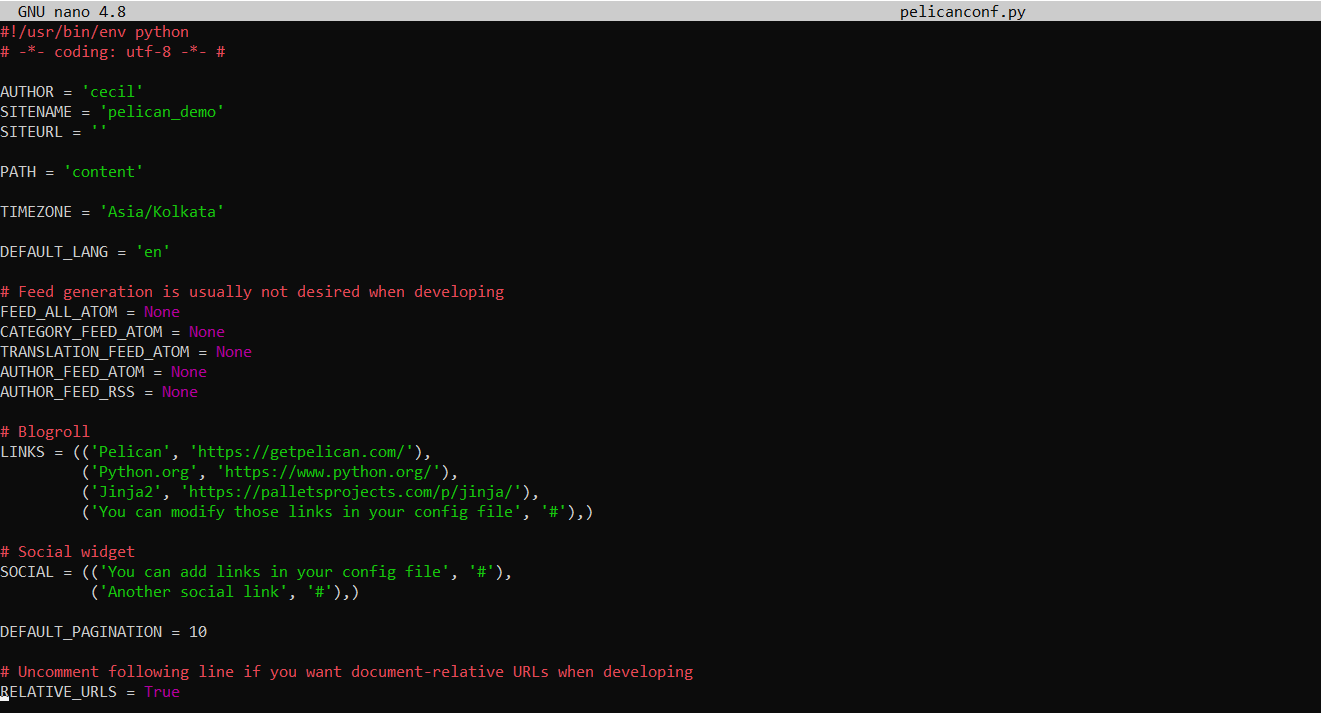 GNU nano 4.8 pelicanconf.py
#!/usr/bin/env python
# -*- coding: utf-8 -*- #
AUTHOR = 'cecil'
SITENAME = 'pelican_demo'
SITEURL = ''
PATH = 'content'
TIMEZONE = 'Asia/Kolkata'
DEFAULT_LANG = 'en'
# Feed generation is usually not desired when developing
FEED_ALL_ATOM = None
CATEGORY_FEED_ATOM = None
TRANSLATION_FEED_ATOM = None
AUTHOR_FEED_ATOM = None
AUTHOR_FEED_RSS = None
# Blogroll
LINKS = (('Pelican', 'https://getpelican.com/'),
('Python.org', 'https://www.python.org/'),
('Jinja2', 'https://palletsprojects.com/p/jinja/'),
('You can modify those links in your config file', '#'),)
# Social widget
SOCIAL = (('You can add links in your config file', '#'),
('Another social link', '#'),)
DEFAULT_PAGINATION = 10
# Uncomment following line if you want document-relative URLs when developing
RELATIVE_URLS = True